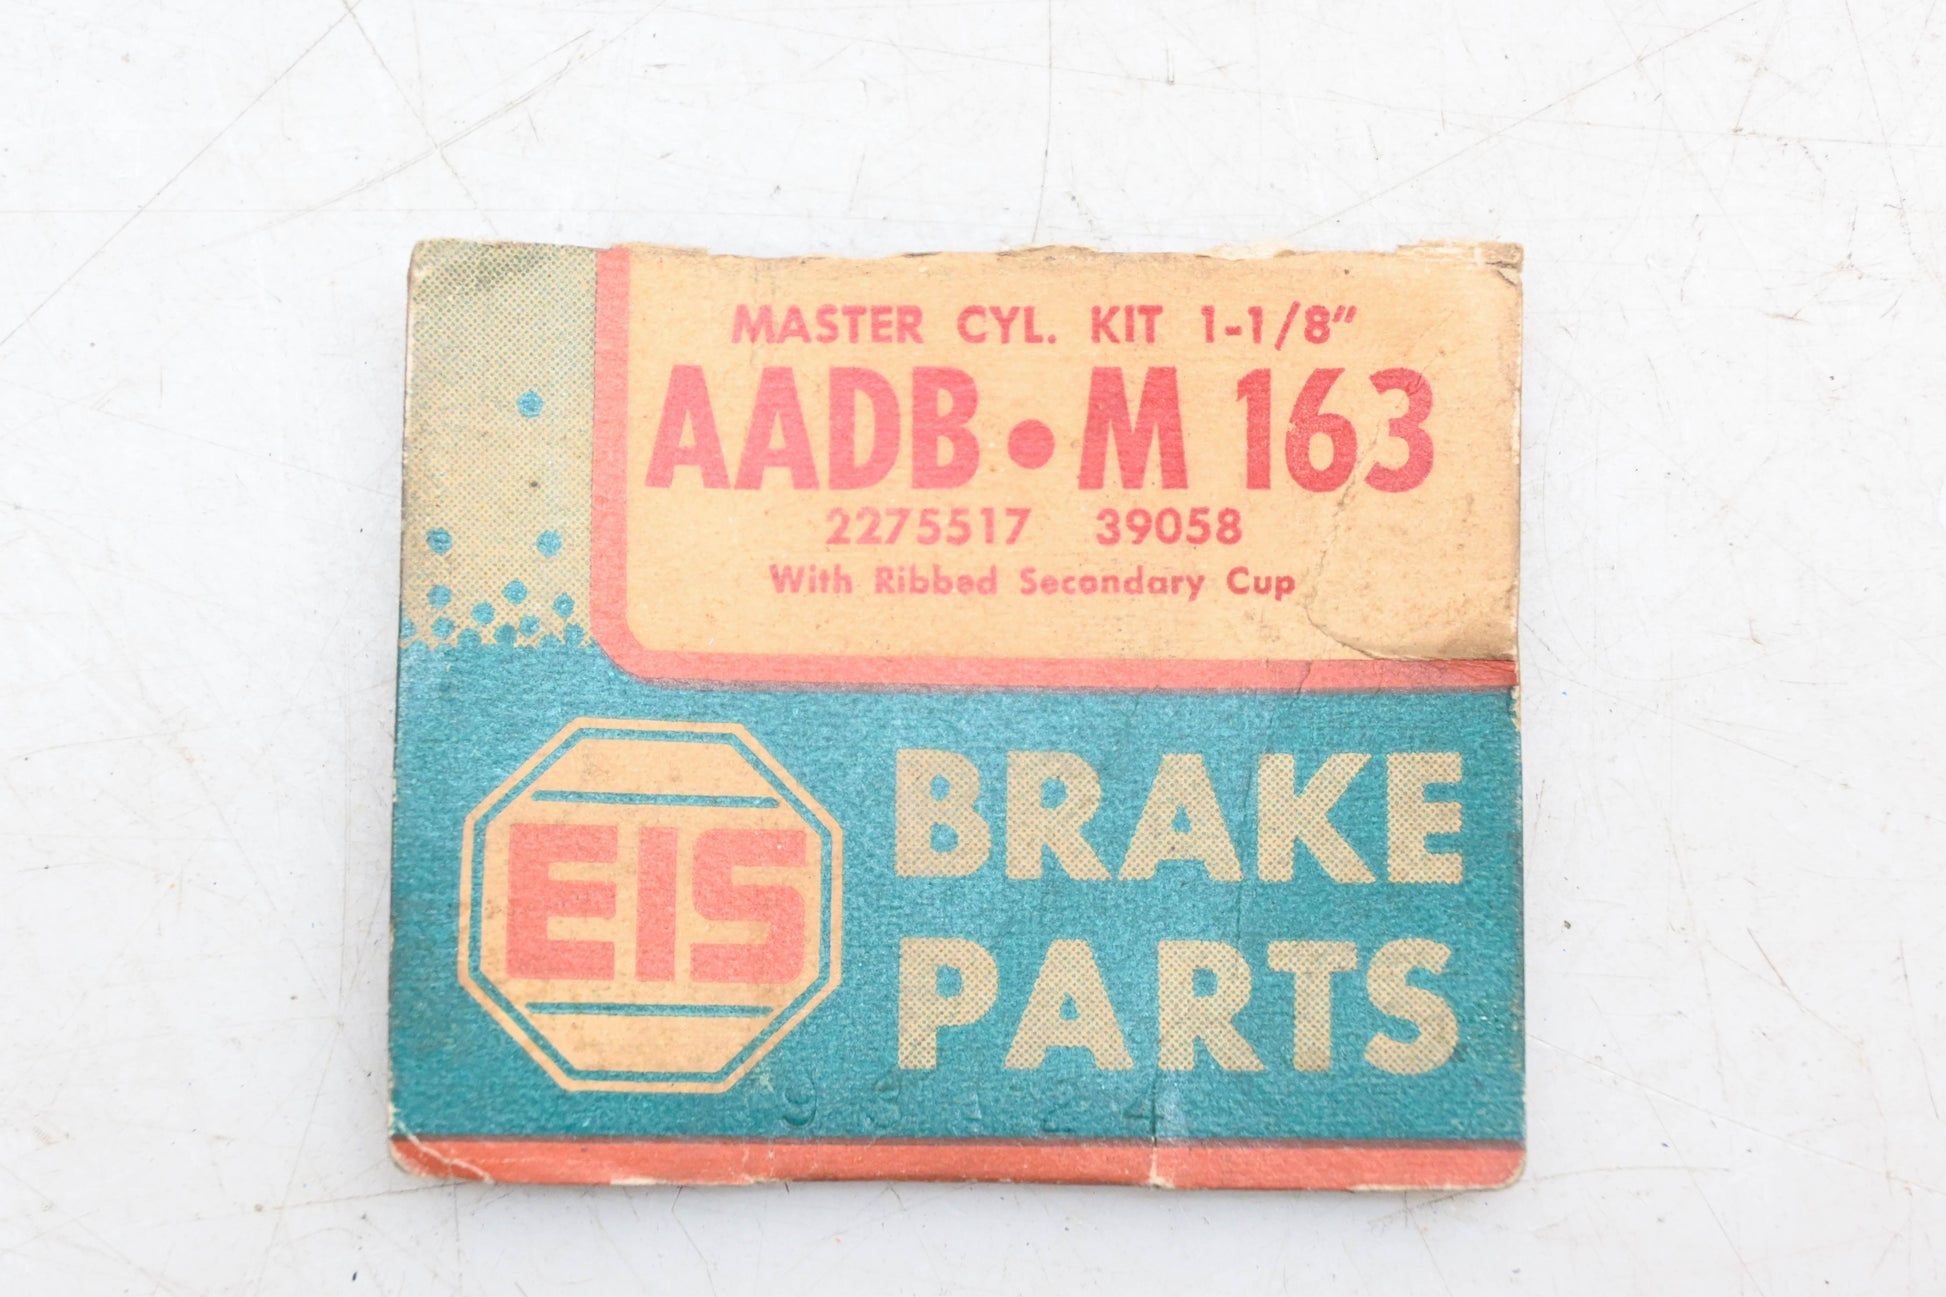 MASTER CYL. KIT 1-1/8"
AADB • M 163
2275517 39058
With Ribbed Secondary Cup
EIS
BRAKE
PARTS